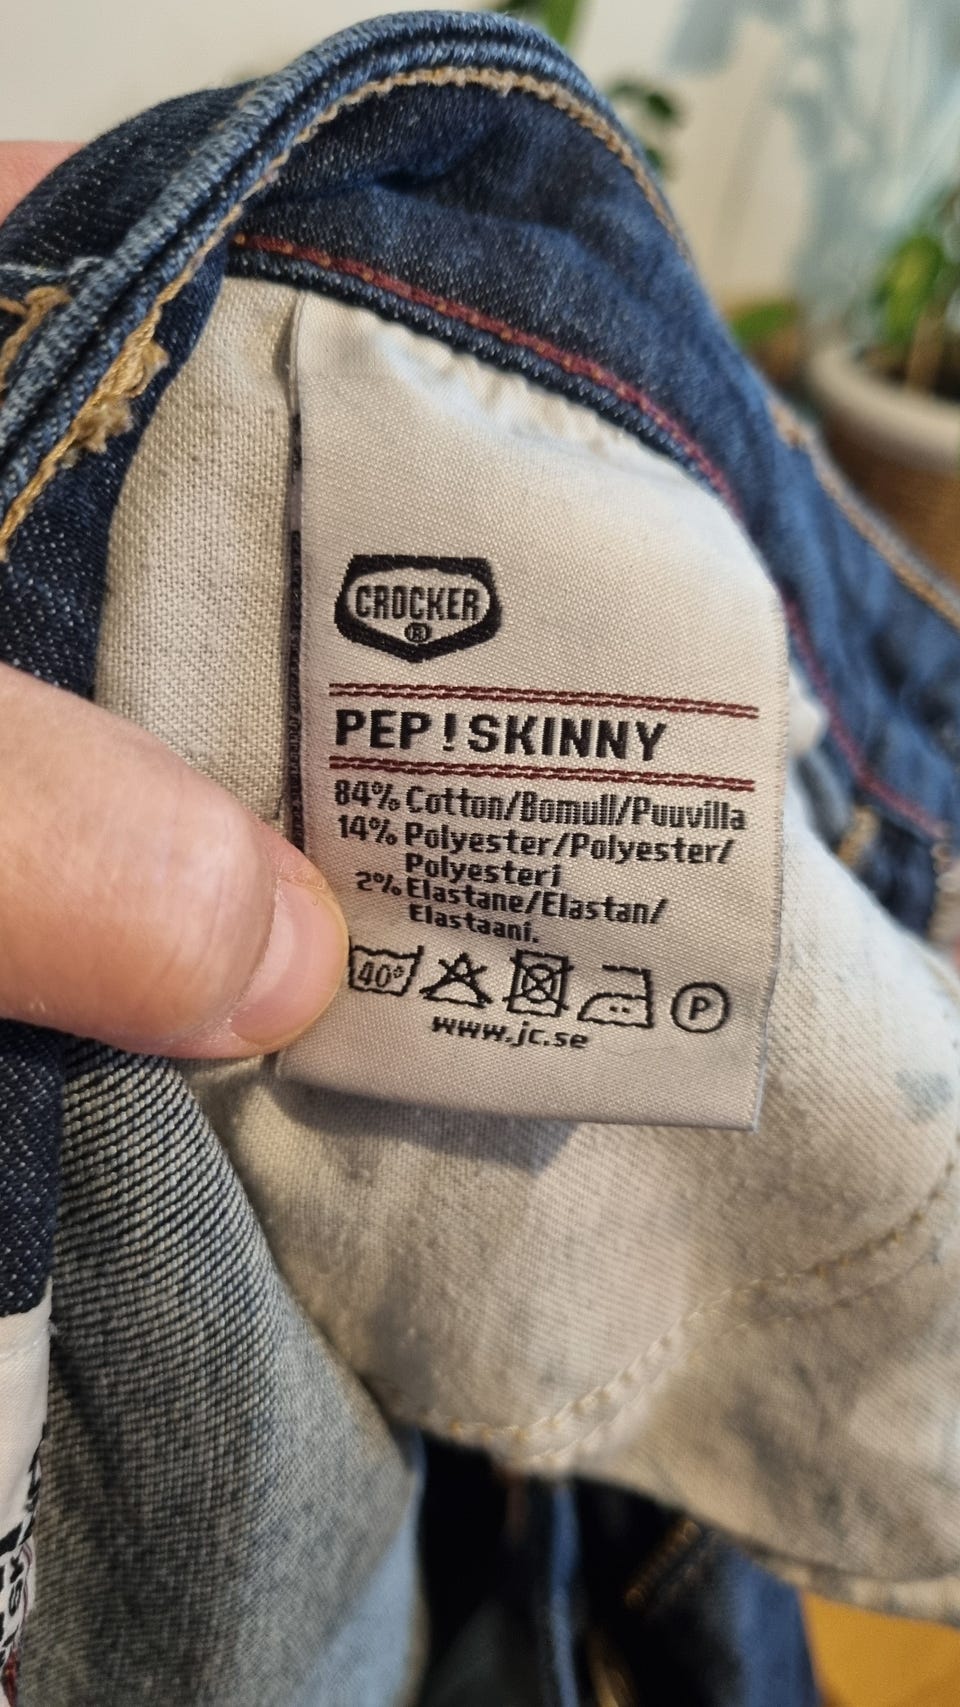 CROCKER
®
PEP!SKINNY
84% Cotton/Bomull/Puuvilla
14% Polyester/Polyester/
Polyesteri
2% Elastane/Elastan/
Elastaani.
40°
P
www.jc.se